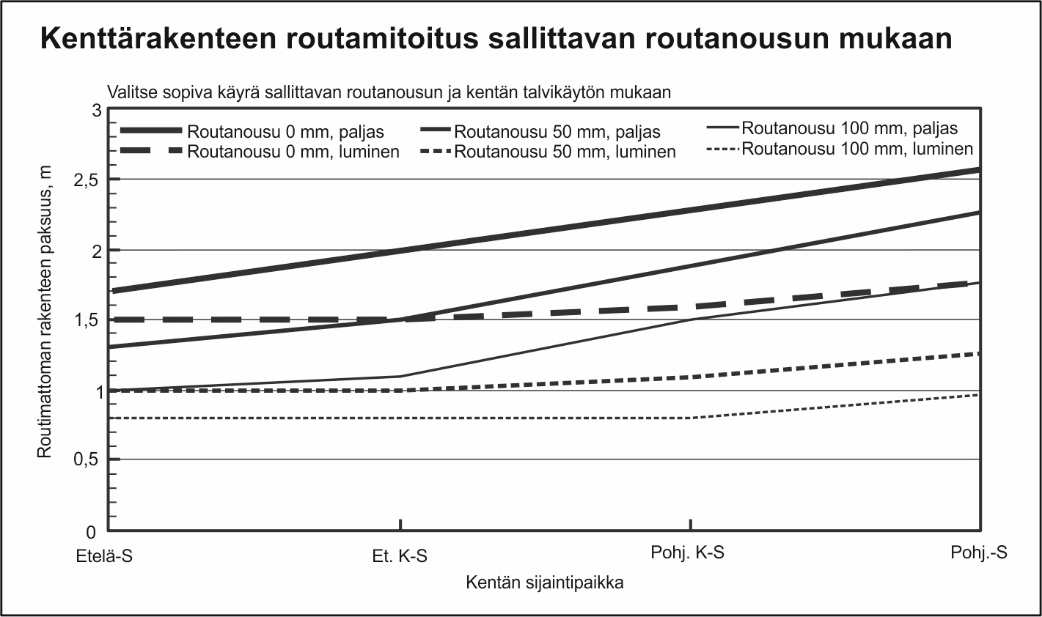 Kenttärakenteen routamitoitus sallittavan routanousun mukaan
Valitse sopiva käyrä sallittavan routanousun ja kentän talvikäytön mukaan
Routanousu 0 mm, paljas
Routanousu 50 mm, paljas
Routanousu 100 mm, paljas
Routanousu 0 mm, luminen
Routanousu 50 mm, luminen
Routanousu 100 mm, luminen
Routimattoman rakenteen paksuus, m
3
2,5
2
1.5
1
0,5
0
Etelä-S
Et. K-S
Pohj. K-S
Pohj.-S
Kentän sijaintipaikka